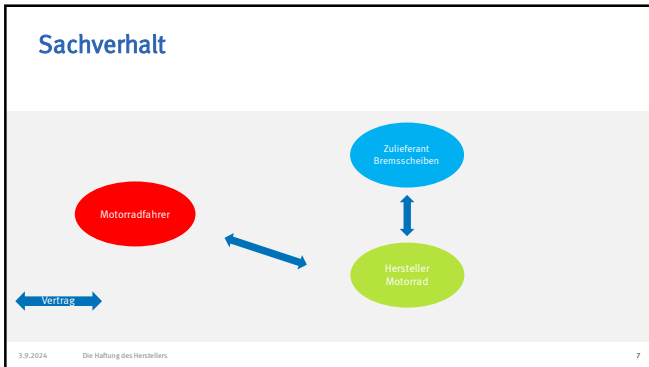 Sachverhalt
Zulieferant
Bremsscheiben
Motorradfahrer
Hersteller
Motorrad
Vertrag
3.9.2024
Die Haftung des Herstellers
7